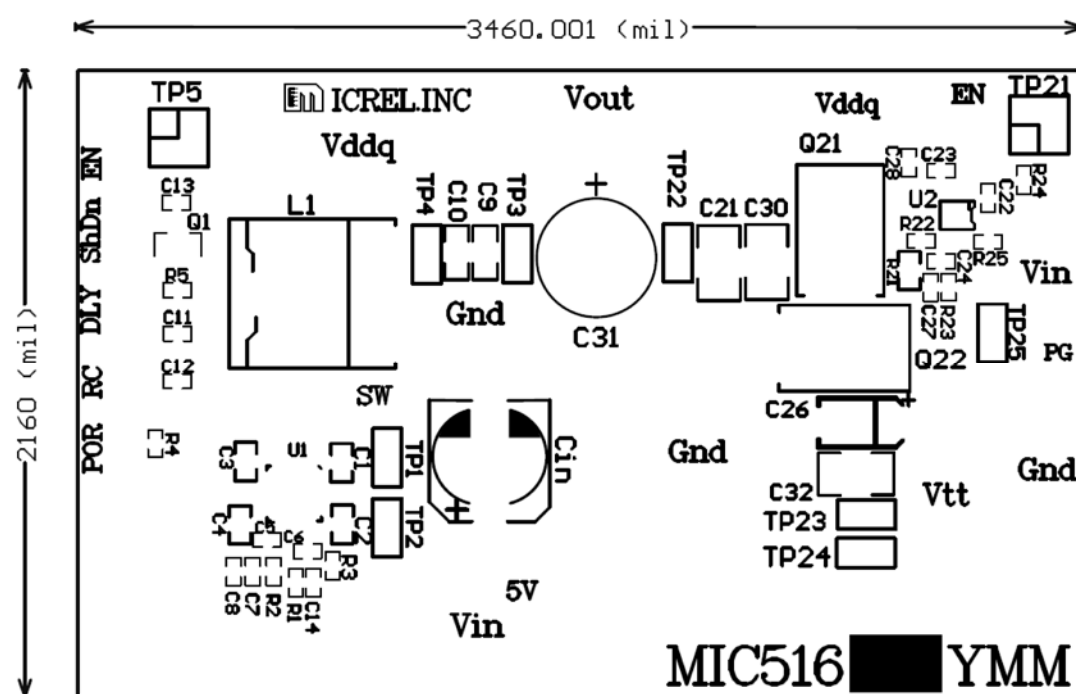 3460.001 (mil)
2160 (mil)
TP5
ICREL.INC
Vout
Vddq
EN
TP21
Vddq
Q21
C28
C23
R24
EN
C13
L1
TP4
C10
C9
TP3
TP22
C21
C30
U2
C22
Q1
R22
R25
ShDn
R21
C24
Vin
R5
Gnd
C31
C27
R23
TP25
DLY
C11
Q22
PG
RC
C12
SW
C26
POR
R4
C3
U1
C1
TP1
Cin
Gnd
Gnd
C32
Vtt
C4
C5
C6
C2
TP2
TP23
R3
TP24
C8
C7
R2
R1
C14
5V
Vin
MIC516
YMM